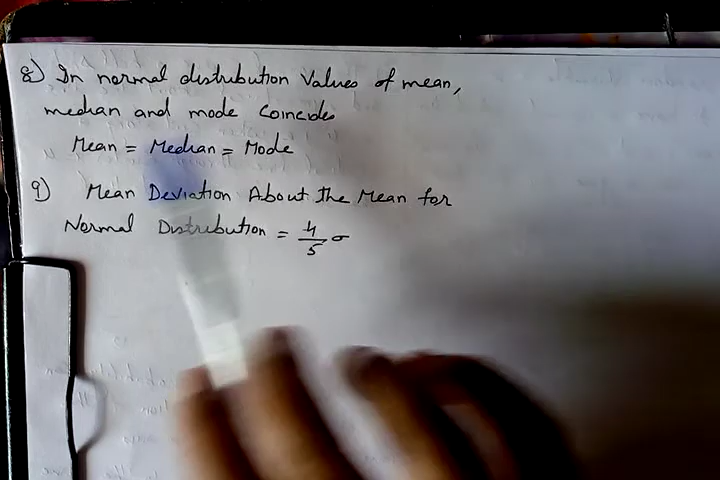 8) In normal distribution Values of mean,
median and mode Coincides
Mean = Median = Mode
9) Mean Deviation About the Mean for
Normal Distribution = 4/5 σ